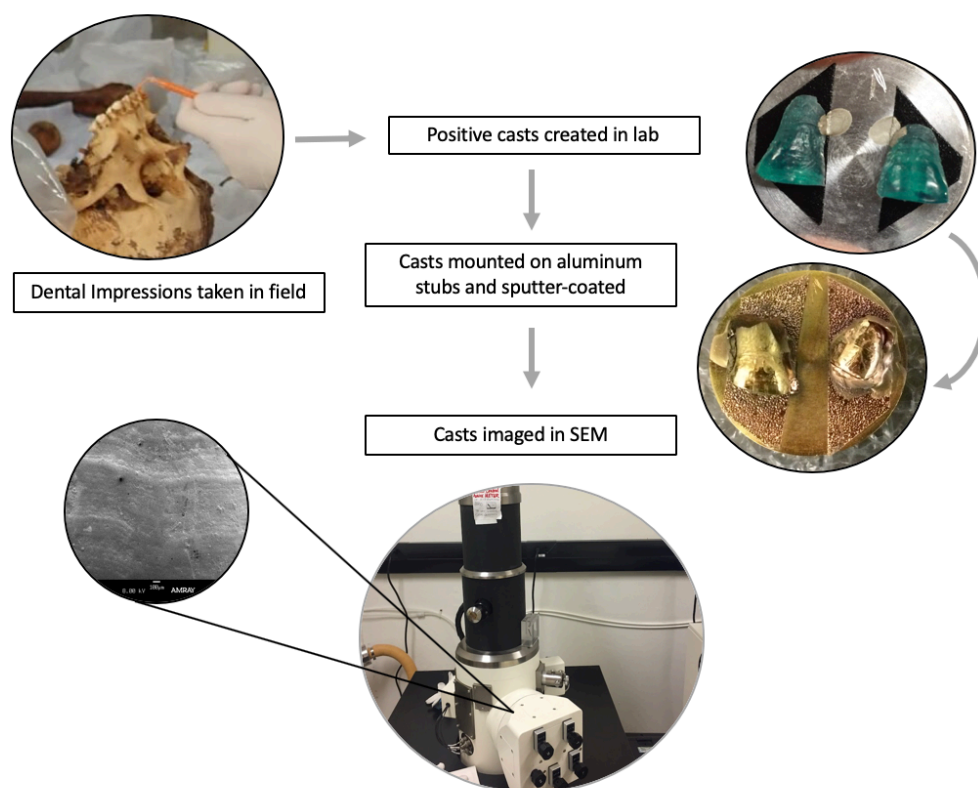 Positive casts created in lab
Dental Impressions taken in field
Casts mounted on aluminum
stubs and sputter-coated
Casts imaged in SEM
8.00 kV 100μm AMRAY